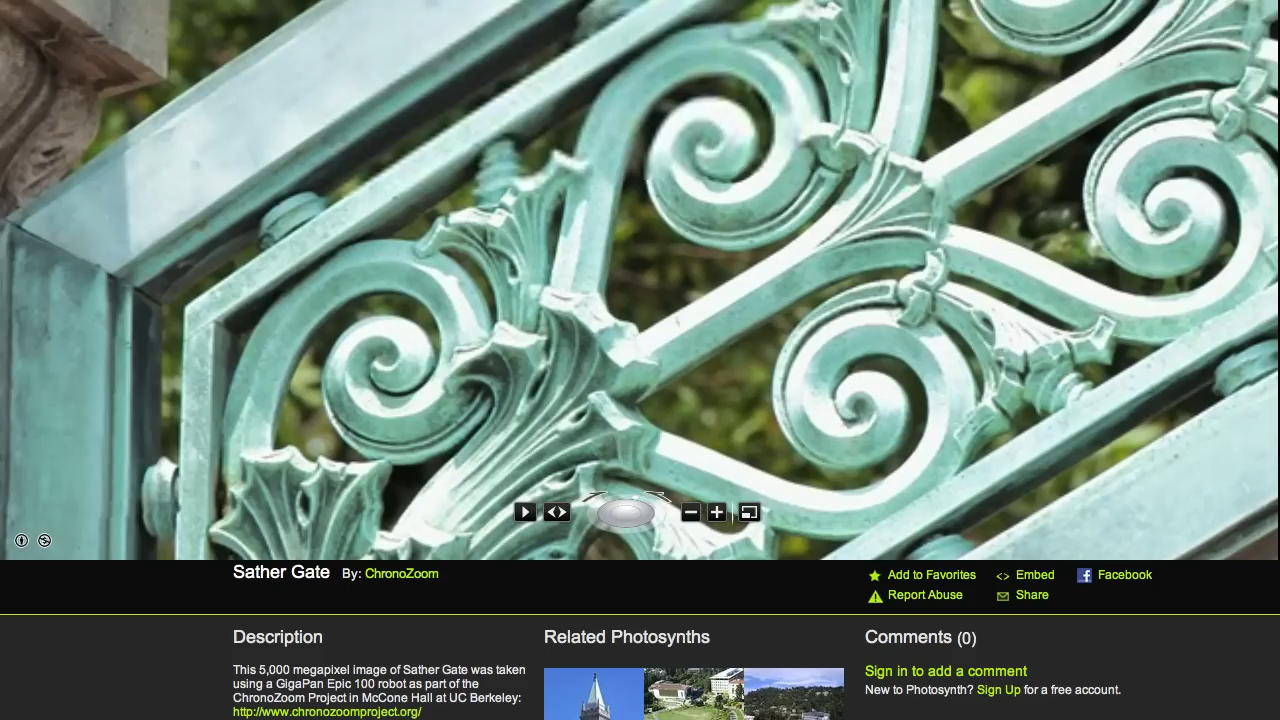 Sather Gate By: ChronoZoom
Add to Favorites <> Embed Facebook
Report Abuse Share
Description
This 5,000 megapixel image of Sather Gate was taken
using a GigaPan Epic 100 robot as part of the
ChronoZoom Project in McCone Hall at UC Berkeley:
http://www.chronozoomproject.org/
Related Photosynths
Comments (0)
Sign in to add a comment
New to Photosynth? Sign Up for a free account.